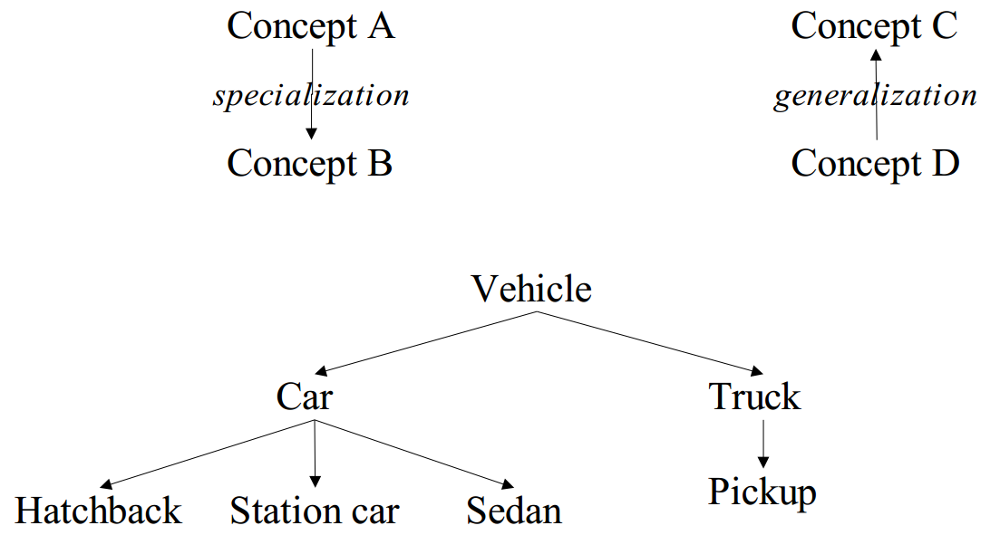 Concept A
Concept C
specialization
generalization
Concept B
Concept D
Vehicle
Car
Truck
Hatchback
Station car
Sedan
Pickup